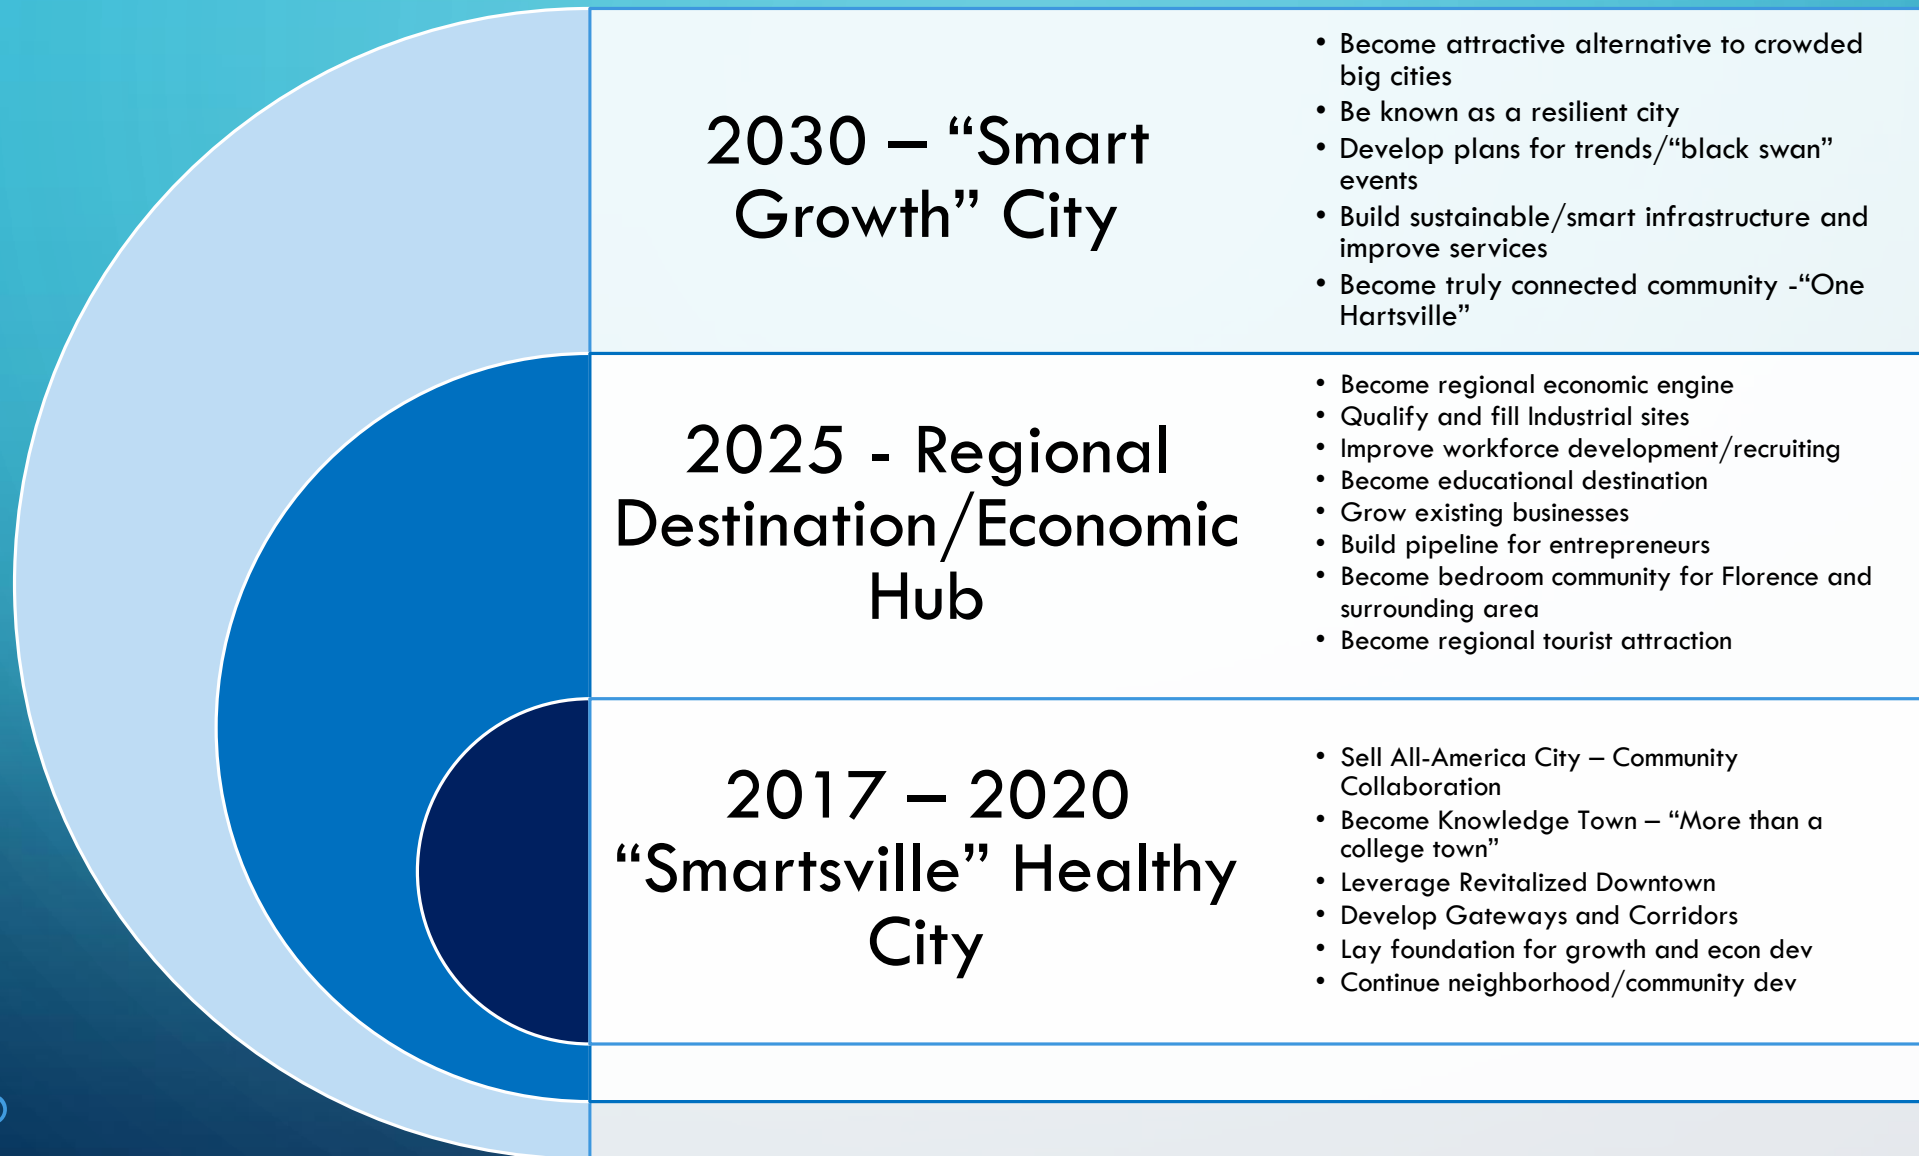 2030 – “Smart
Growth” City
• Become attractive alternative to crowded
big cities
• Be known as a resilient city
• Develop plans for trends/“black swan”
events
• Build sustainable/smart infrastructure and
improve services
• Become truly connected community -“One
Hartsville”
2025 - Regional
Destination/Economic
Hub
• Become regional economic engine
• Qualify and fill Industrial sites
• Improve workforce development/recruiting
• Become educational destination
• Grow existing businesses
• Build pipeline for entrepreneurs
• Become bedroom community for Florence and
surrounding area
• Become regional tourist attraction
2017 – 2020
“Smartsville” Healthy
City
• Sell All-America City – Community
Collaboration
• Become Knowledge Town – “More than a
college town”
• Leverage Revitalized Downtown
• Develop Gateways and Corridors
• Lay foundation for growth and econ dev
• Continue neighborhood/community dev